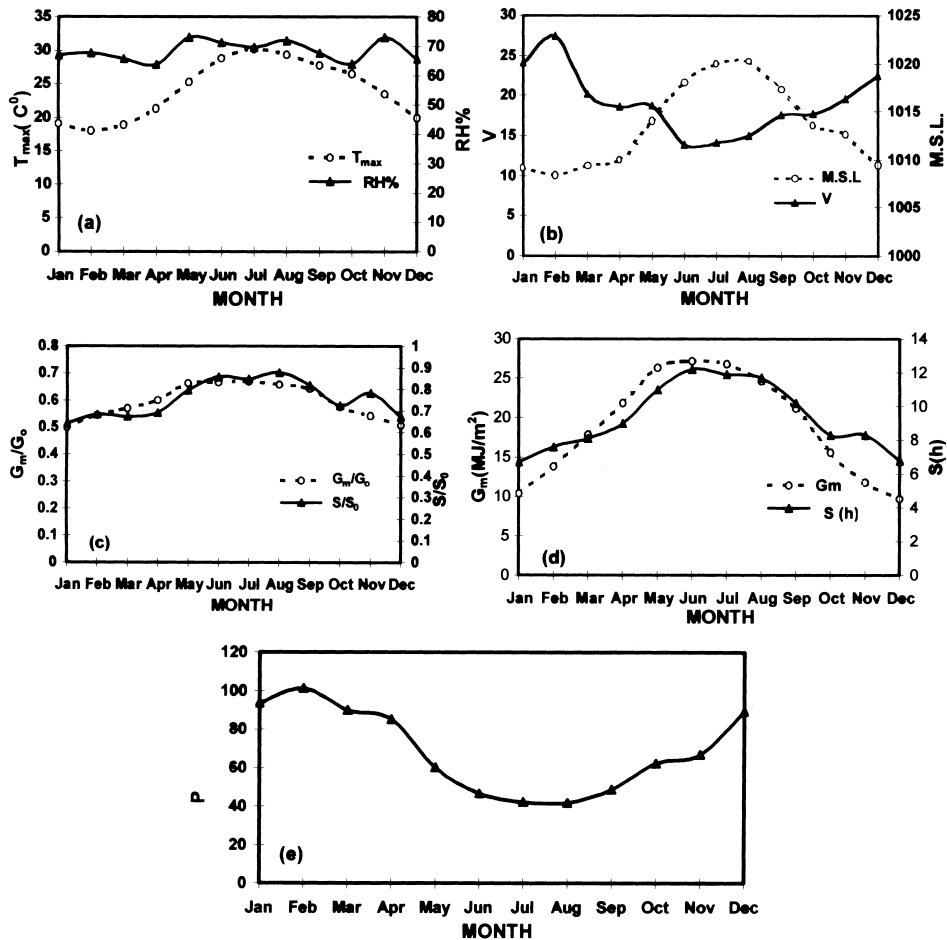 35
30
25
20
15
10
5
0
Tmax( C⁰)
80
70
60
50
40
30
20
10
0
RH%
Tmax
RH%
(a)
Jan Feb Mar Apr May Jun Jul Aug Sep Oct Nov Dec
MONTH
30
25
20
15
10
5
0
V
1025
1020
1015
1010
1005
1000
M.S.L.
M.S.L
V
(b)
Jan Feb Mar Apr May Jun Jul Aug Sep Oct Nov Dec
MONTH
0.8
0.7
0.6
0.5
0.4
0.3
0.2
0.1
0
Gm/Go
1
0.9
0.8
0.7
0.6
0.5
0.4
0.3
0.2
0.1
0
S/S0
Gm/Go
S/S0
(c)
Jan Feb Mar Apr May Jun Jul Aug Sep Oct Nov Dec
MONTH
30
25
20
15
10
5
0
Gm(MJ/m²)
14
12
10
8
6
4
2
0
S(h)
Gm
S (h)
(d)
Jan Feb Mar Apr May Jun Jul Aug Sep Oct Nov Dec
MONTH
120
100
80
60
40
20
0
P
(e)
Jan Feb Mar Apr May Jun Jul Aug Sep Oct Nov Dec
MONTH